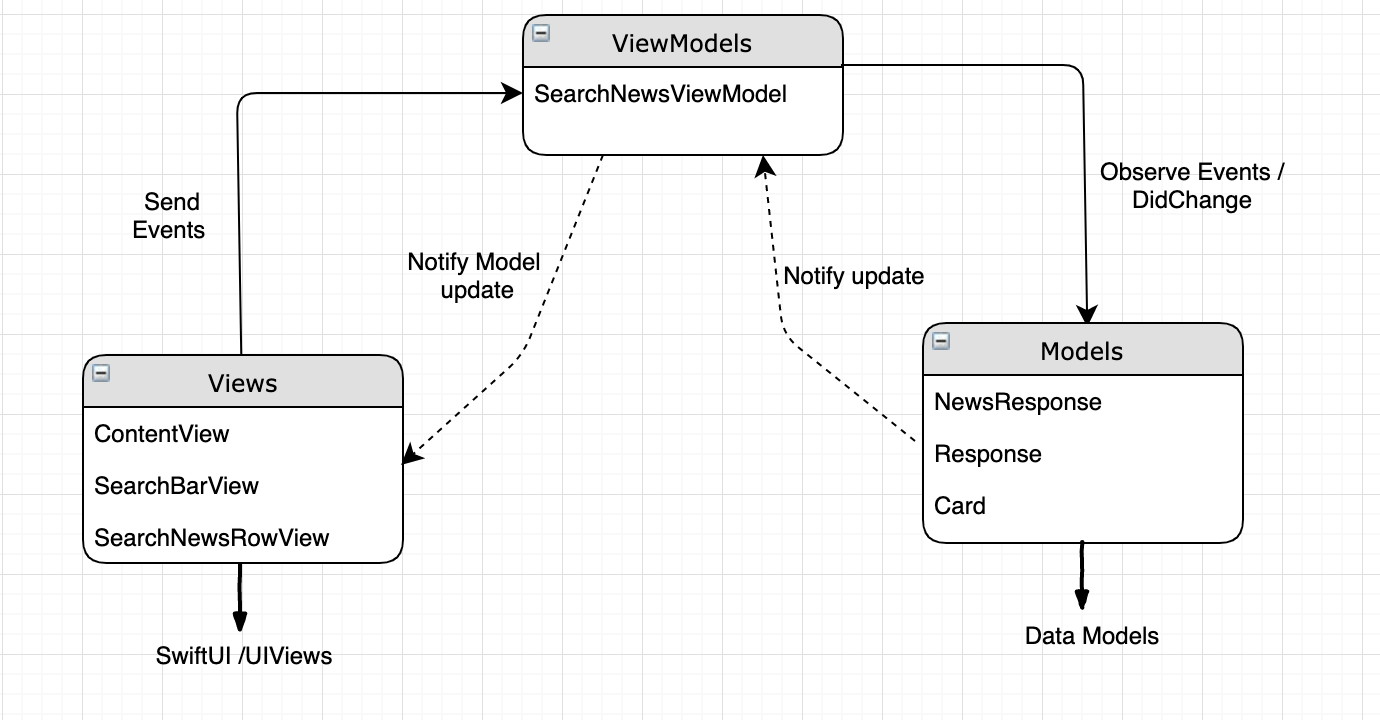 ViewModels
SearchNewsViewModel
Send
Events
Notify Model
update
Notify update
Observe Events /
DidChange
Views
ContentView
SearchBarView
SearchNewsRowView
SwiftUI /UIViews
Models
NewsResponse
Response
Card
Data Models